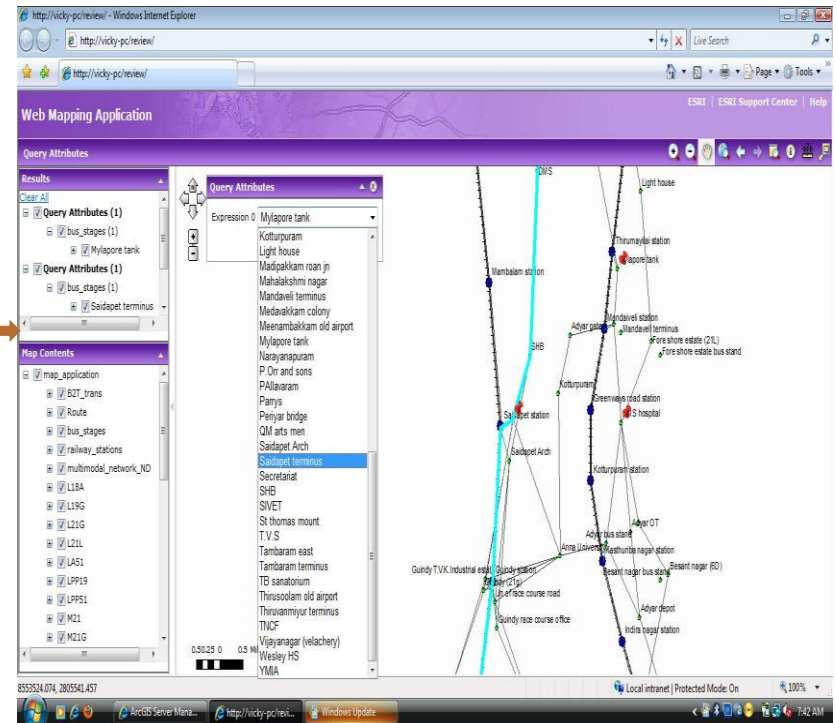 http://vicky-pc/review/ - Windows Internet Explorer
http://vicky-pc/review/
Live Search
http://vicky-pc/review/
Page
Tools
Web Mapping Application
ESRI | ESRI Support Center | Help
Query Attributes
Results
Clear All
Query Attributes (1)
bus_stages (1)
Mylapore tank
Query Attributes (1)
bus_stages (1)
Saidapet terminus
Map Contents
map_application
B2T_trans
Route
bus_stages
railway_stations
multimodal_network_ND
L18A
L19G
L21G
L21L
LA51
LPP19
LPP51
M21
M21G
N
Query Attributes
Expression 0
Mylapore tank
Kotturpuram
Light house
Madipakkam roan jn
Mahalakshmi nagar
Mandaveli terminus
Medavakkam colony
Meenambakkam old airport
Mylapore tank
Narayanapuram
P.Orr and sons
PAllavaram
Parrys
Periyar bridge
QM arts men
Saidapet Arch
Saidapet terminus
Secretariat
SHB
SIVET
St thomas mount
T.V.S
Tambaram east
Tambaram terminus
TB sanatorium
Thirusoolam old airport
Thiruvanmiyur terminus
TNCF
Vijayanagar (velachery)
Wesley HS
YMIA
0.50.25 0 0.5
DMS
Light house
Thirumaylai station
Mambalam station
Mandaiveli station
Adyar gate
Mandaveli terminus
Fore shore estate (21L)
Fore shore estate bus stand
SHB
Kotturpuram
Greenways road station
Saidapet station
S hospital
Saidapet Arch
Kotturpuram station
Adyar OT
Adyar bus stand
Anna University
Kasthuriba nagar station
Guindy T.V.K.Industrial estate
Guindy station
Besant nagar bus stand
Besant nagar (6D)
of race course road
Adyar depot
Guindy race course office
Indira nagar station
8553524.074, 2805541.457
Local intranet | Protected Mode: On
100%
ArcGIS Server Mana...
http://vicky-pc/revi...
Windows Update
7:42 AM